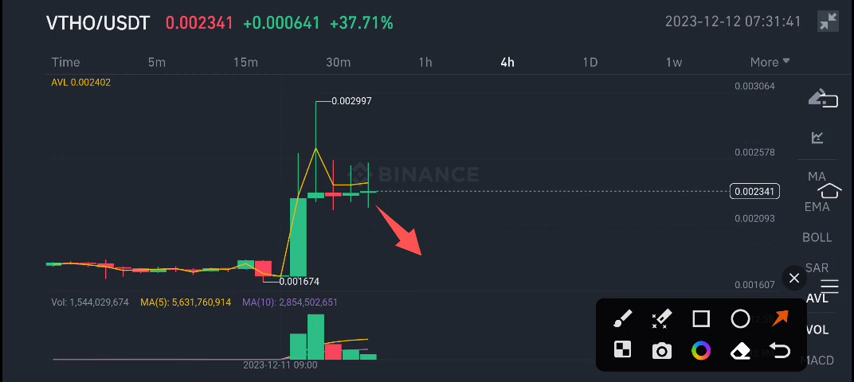 VTHO/USDT 0.002341 +0.000641 +37.71% 2023-12-12 07:31:41
Time 5m 15m 30m 1h 4h 1D 1w More
AVL 0.002402
0.003064
0.002997
0.002578
BINANCE
MA
0.002341
EMA
0.002093
BOLL
SAR
0.001674
0.001607
AVL
Vol: 1,544,029,674 MA(5): 5,631,760,914 MA(10): 2,854,502,651
VOL
MACD
2023-12-11 09:00